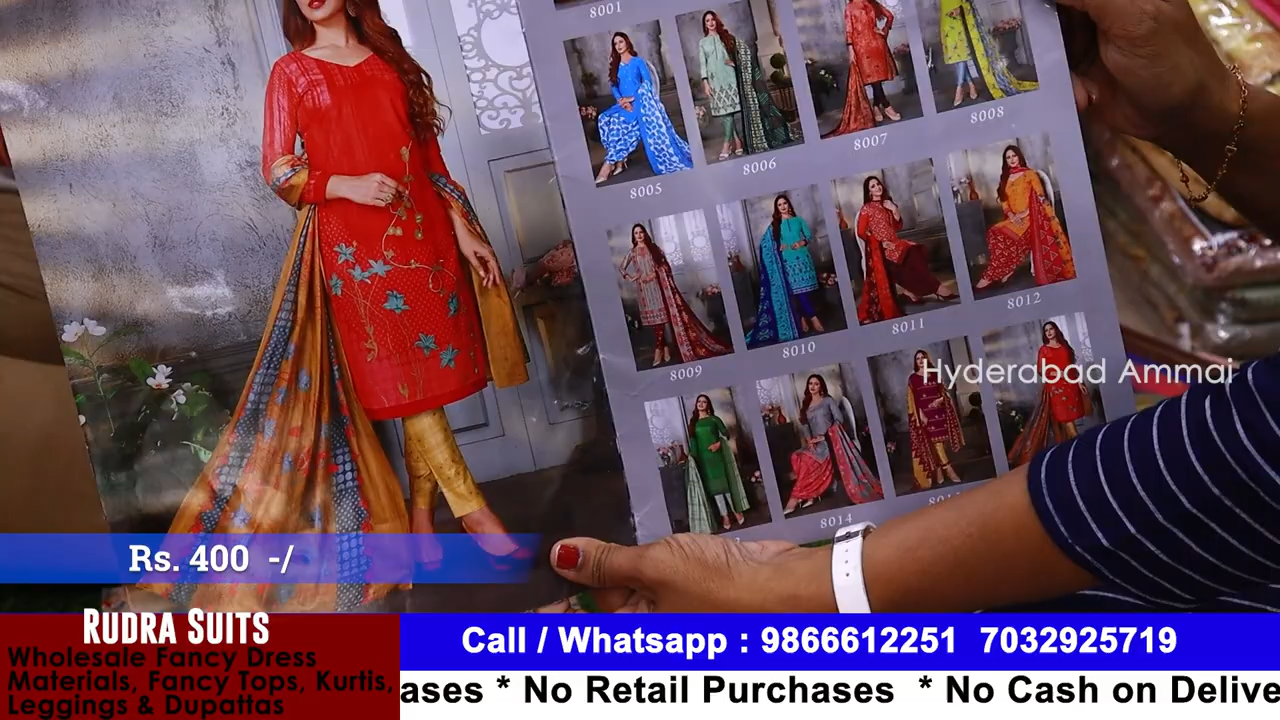 8001
8005
8006
8007
8008
8009
8010
8011
8012
8014
Hyderabad Ammai
Rs. 400 -/
RUDRA SUITS
Wholesale Fancy Dress
Materials, Fancy Tops, Kurtis,
Leggings & Dupattas
Call / Whatsapp : 9866612251 7032925719
ases * No Retail Purchases * No Cash on Delive